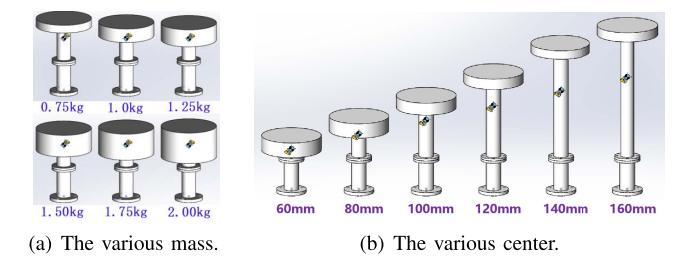 0.75kg 1.0kg 1.25kg
1.50kg 1.75kg 2.00kg
60mm 80mm 100mm 120mm 140mm 160mm
(a) The various mass.
(b) The various center.